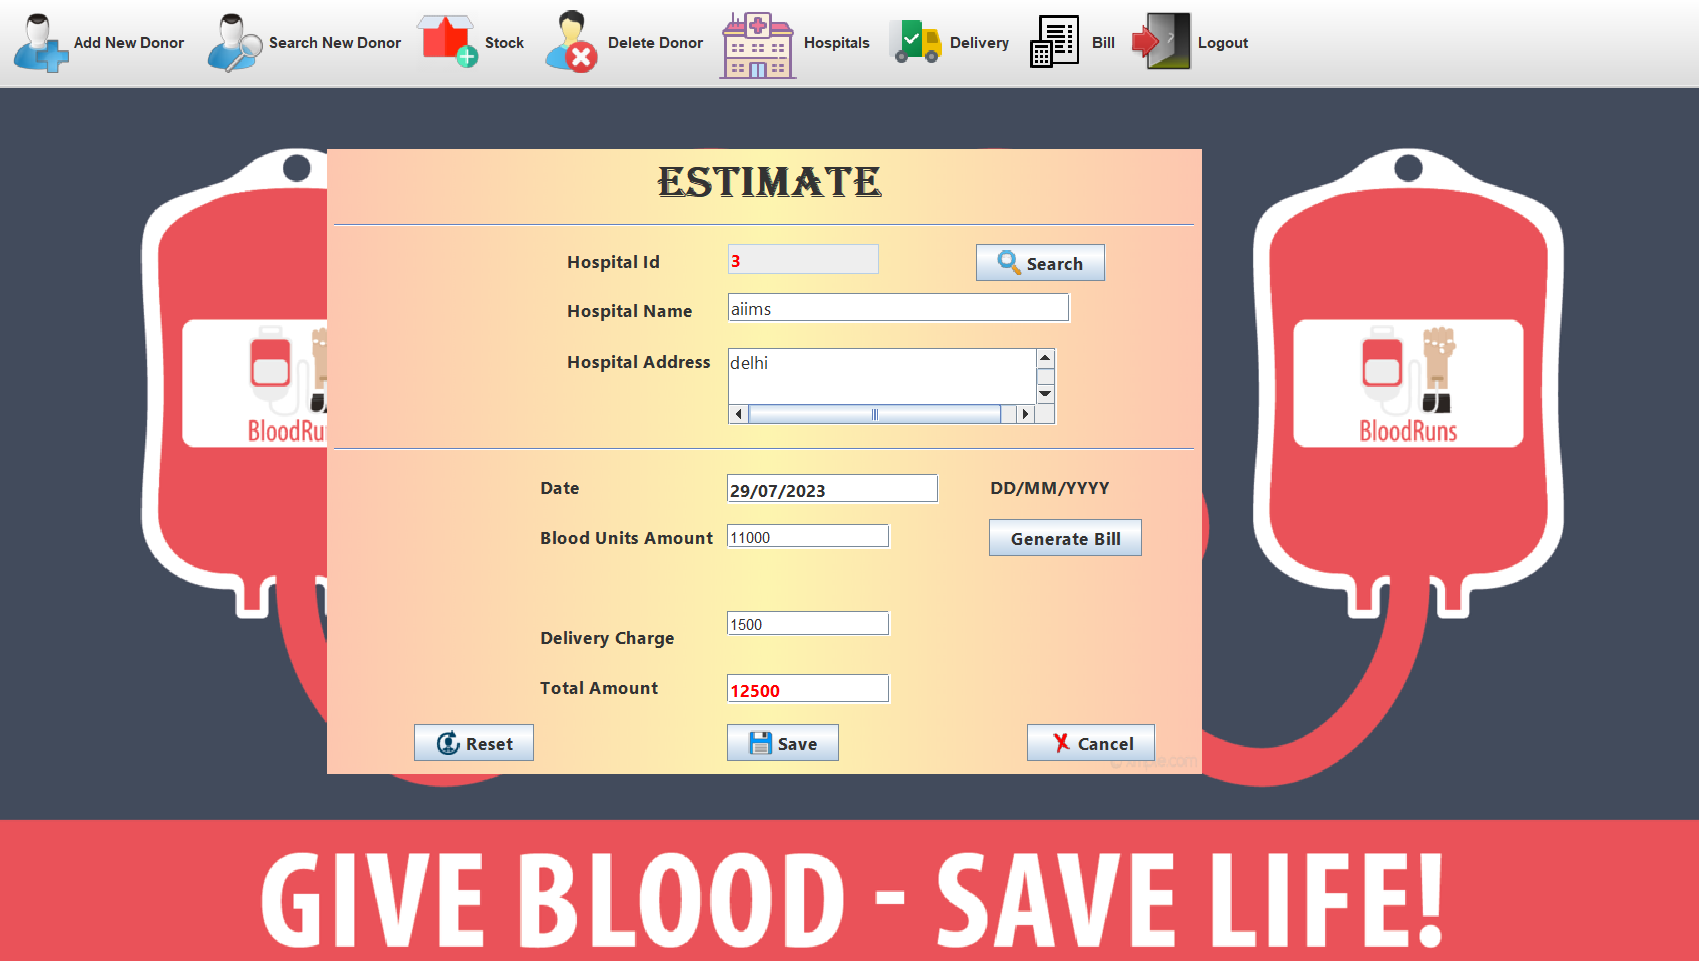 Add New Donor
Search New Donor
Stock
Delete Donor
Hospitals
Delivery
Bill
Logout
ESTIMATE
Hospital Id
3
Search
Hospital Name
aiims
Hospital Address
delhi
BloodRu
BloodRuns
Date
29/07/2023
DD/MM/YYYY
Blood Units Amount
11000
Generate Bill
Delivery Charge
1500
Total Amount
12500
Reset
Save
Cancel
GIVE BLOOD - SAVE LIFE!